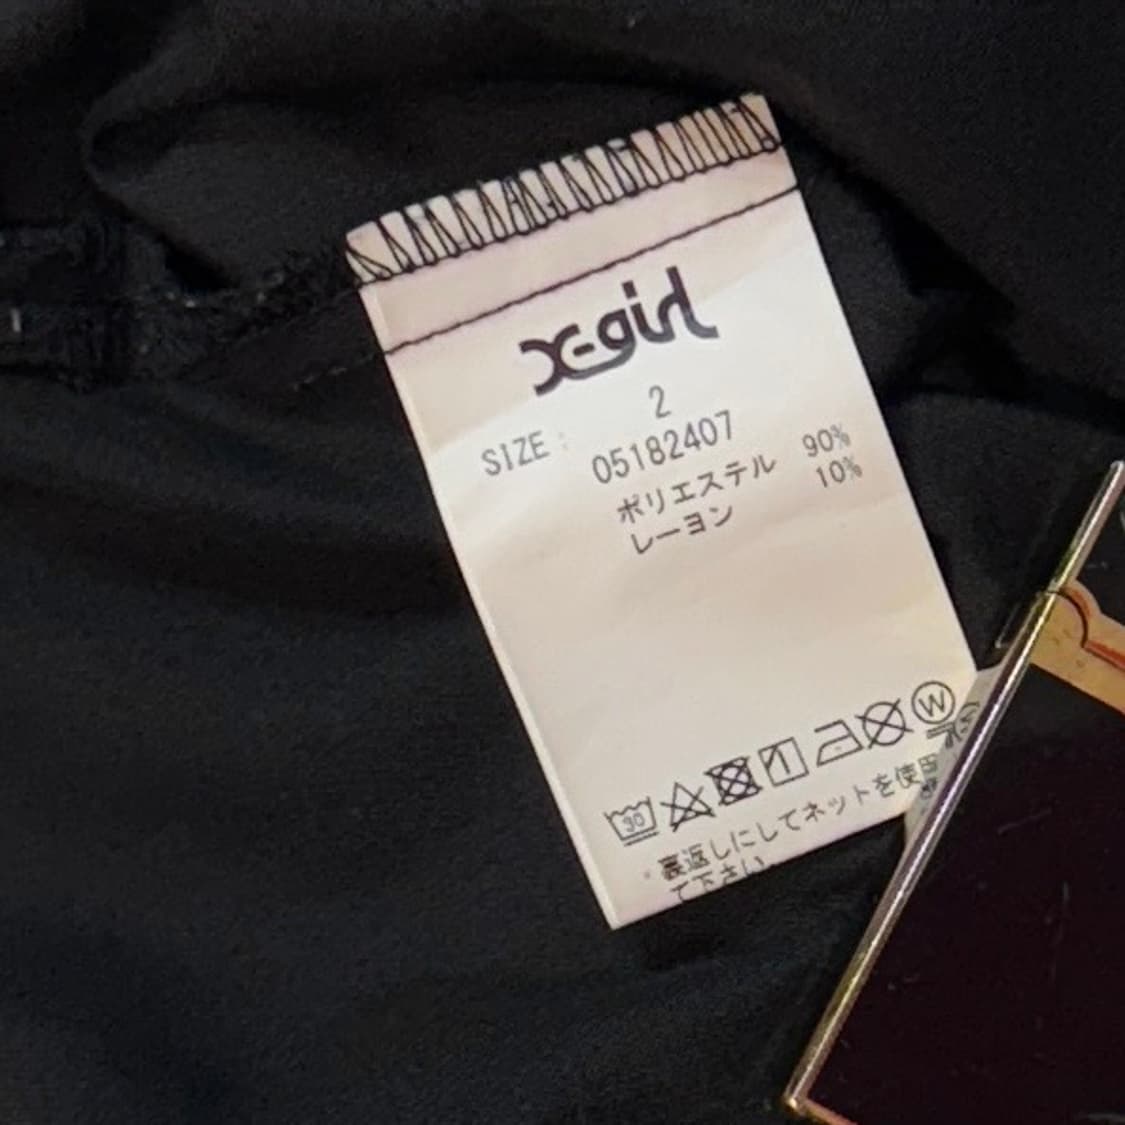 X-girl
SIZE : 2
05182407
ポリエステル 90%
レーヨン 10%
30
W
裏返しにしてネットを使用
て下さい